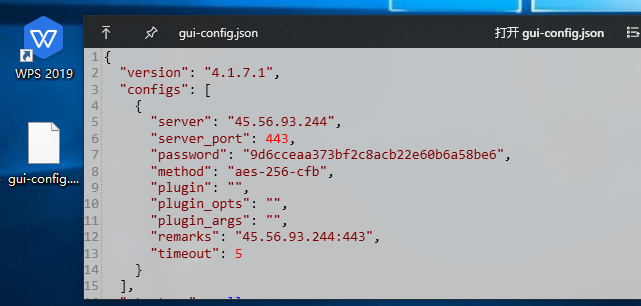 gui-config.json
打开 gui-config.json
WPS 2019
gui-config....
1 {
2 "version": "4.1.7.1",
3 "configs": [
4 {
5 "server": "45.56.93.244",
6 "server_port": 443,
7 "password": "9d6cceaa373bf2c8acb22e60b6a58be6",
8 "method": "aes-256-cfb",
9 "plugin": "",
10 "plugin_opts": "",
11 "plugin_args": "",
12 "remarks": "45.56.93.244:443",
13 "timeout": 5
14 }
15 ],